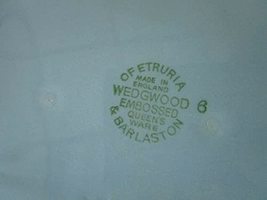 OF ETRURIA
MADE IN
ENGLAND
WEDGWOOD 6
EMBOSSED
QUEEN'S
WARE
& BARLASTON